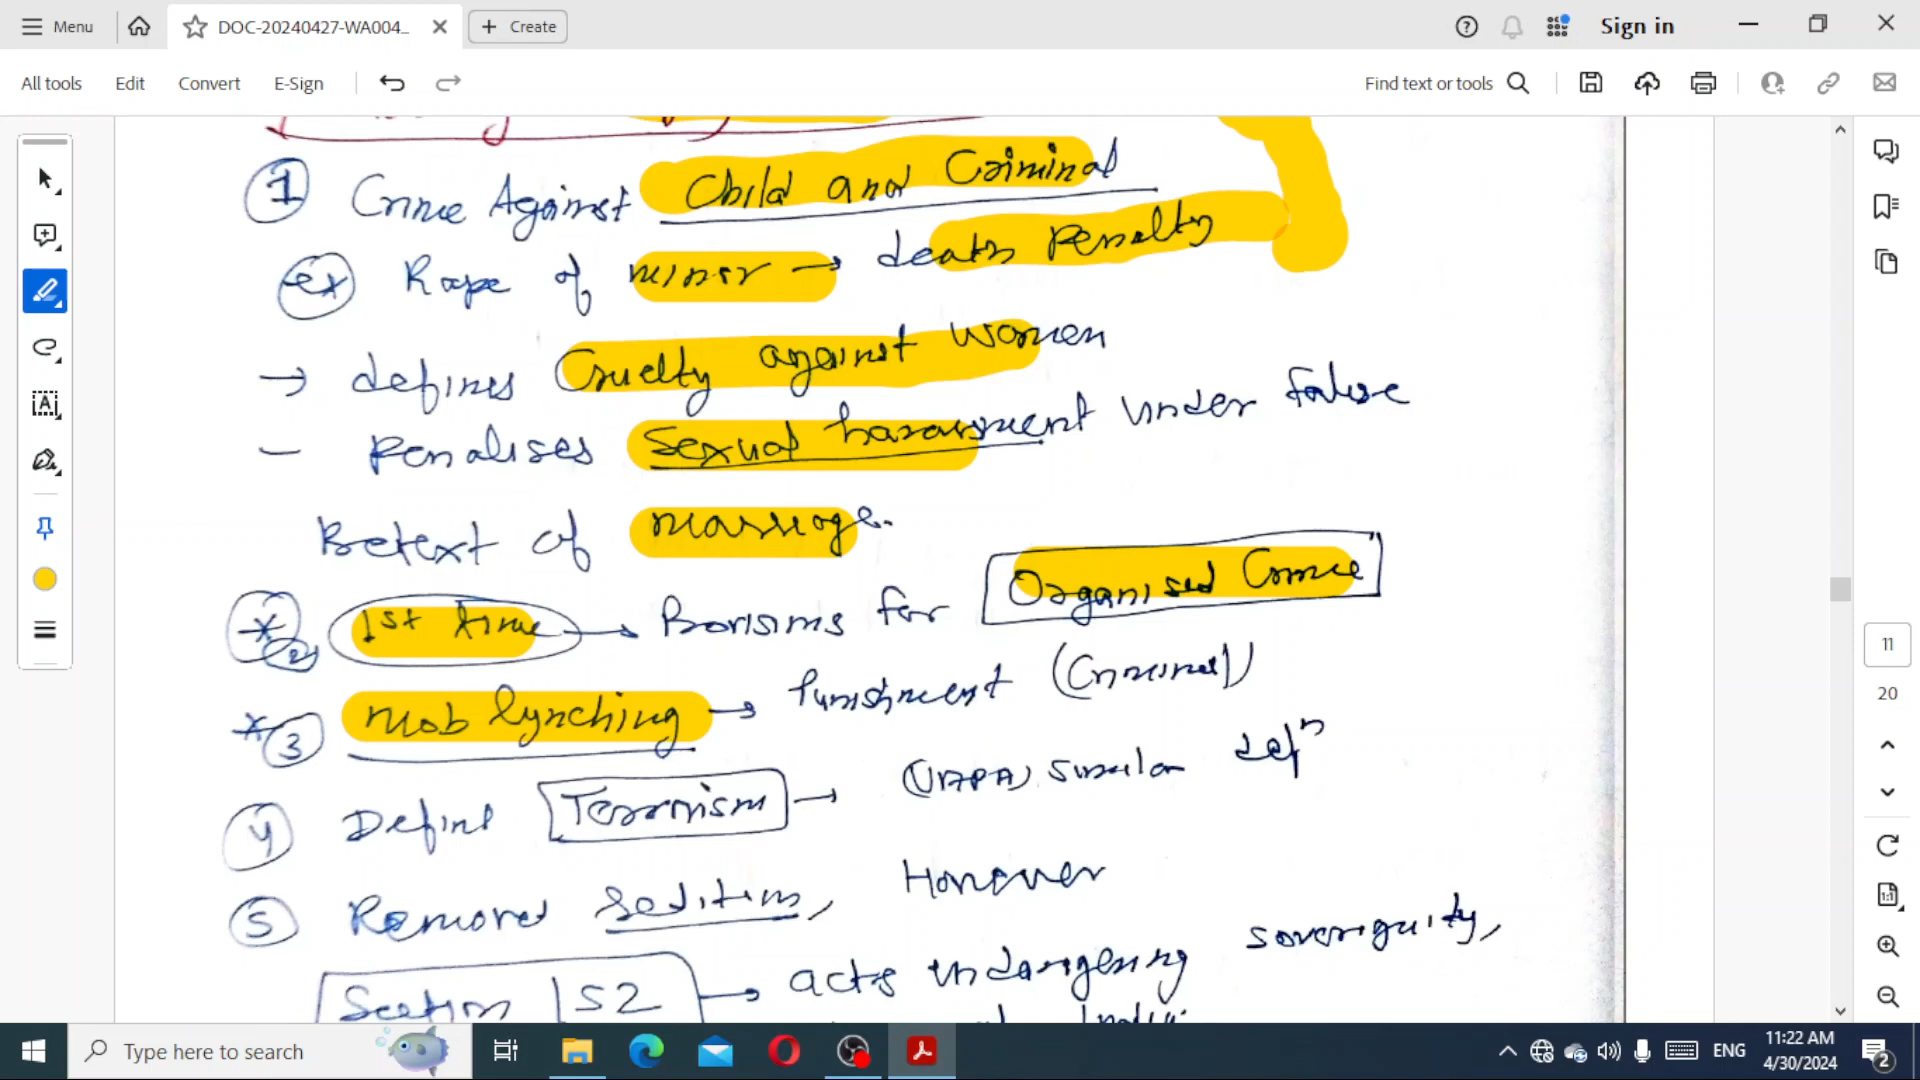 Menu
DOC-20240427-WA004...
Create
Sign in
All tools
Edit
Convert
E-Sign
Find text or tools
1 Crime Against Child and Criminal
ex Rape of minor → death Penalty
→ defines Cruelty against women
– Penalises Sexual harassment under false
Pretext of marriage.
* 2 1st time → Provisions for Organised Crime
* 3 Mob lynching → Punishment (Criminal)
4 Define Terrorism → (UAPA) Similar defn
5 Removed sedition, However
Section 152 → acts endangering sovereignty,
11
20
Type here to search
ENG
11:22 AM
4/30/2024
2